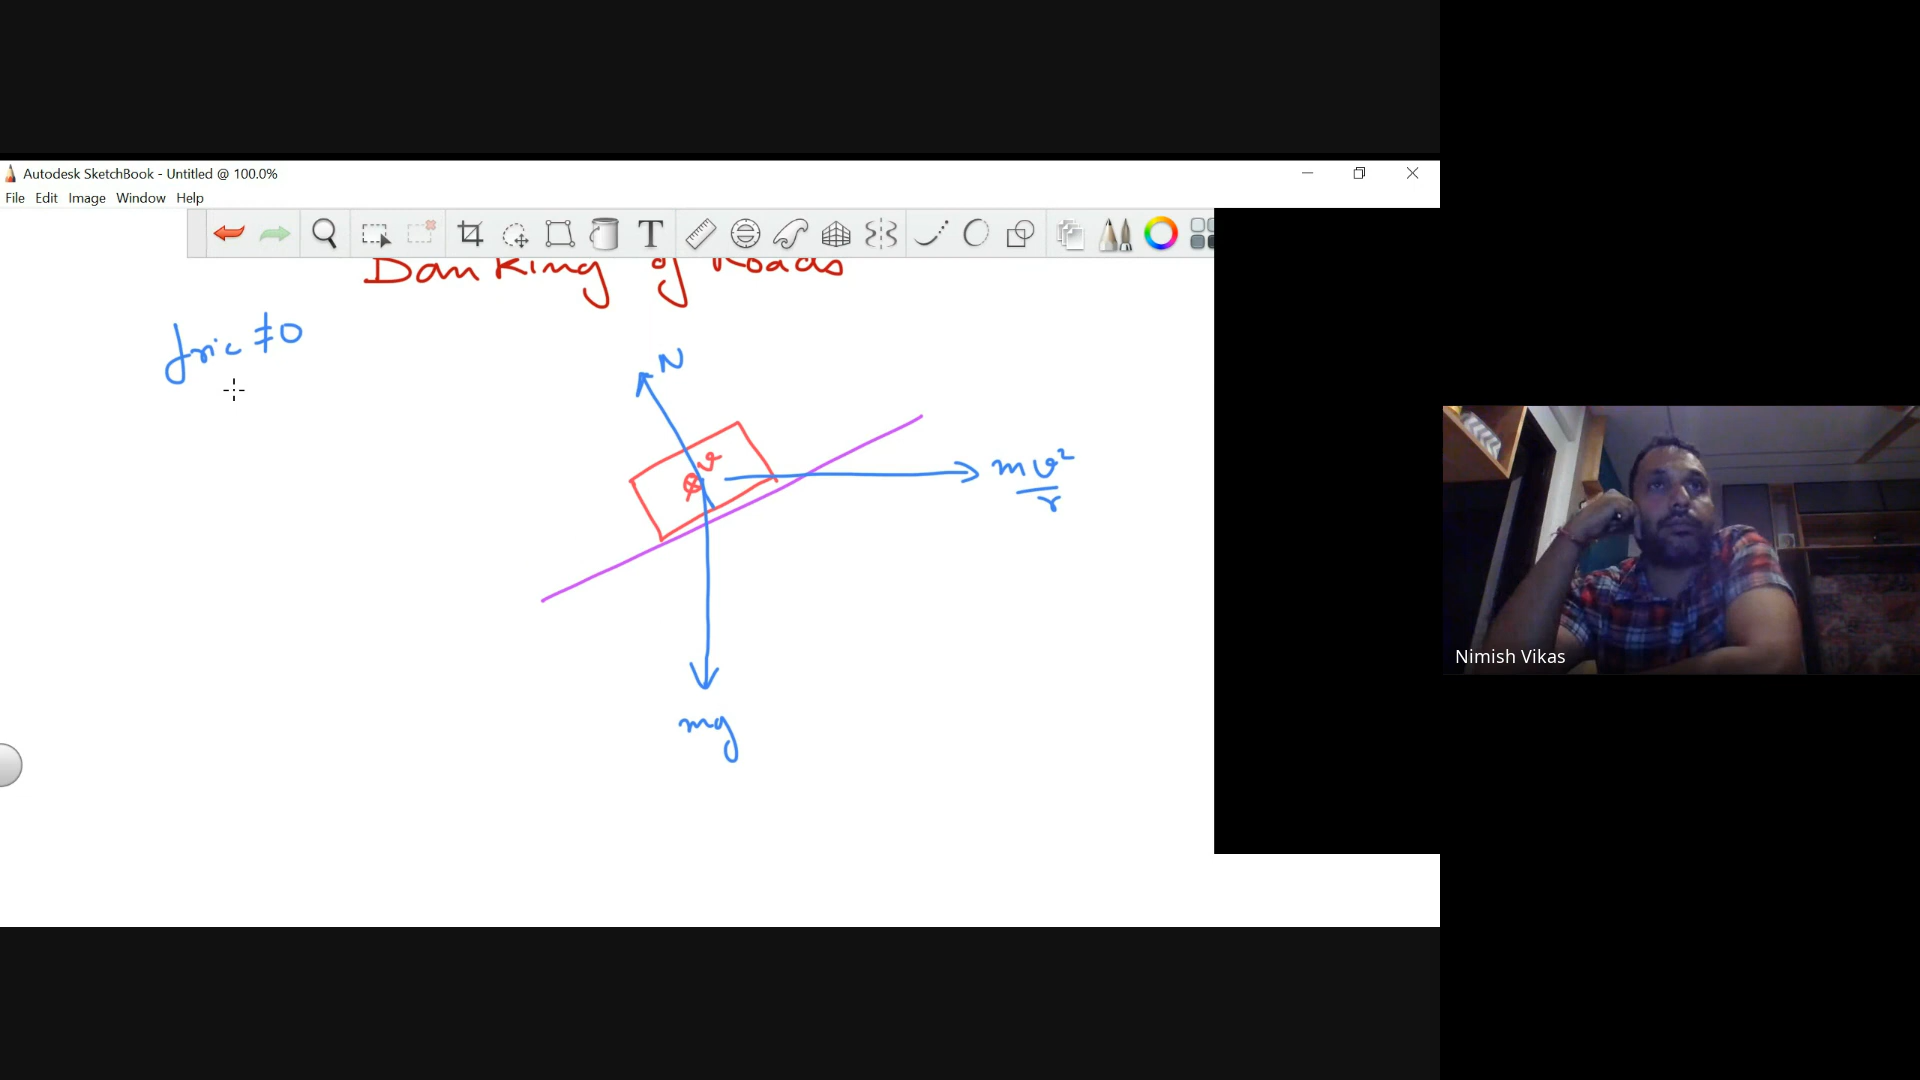 Autodesk SketchBook - Untitled @ 100.0%
File Edit Image Window Help
T
Banking of Roads
fric ≠0
N
v
mv²
r
mg
Nimish Vikas